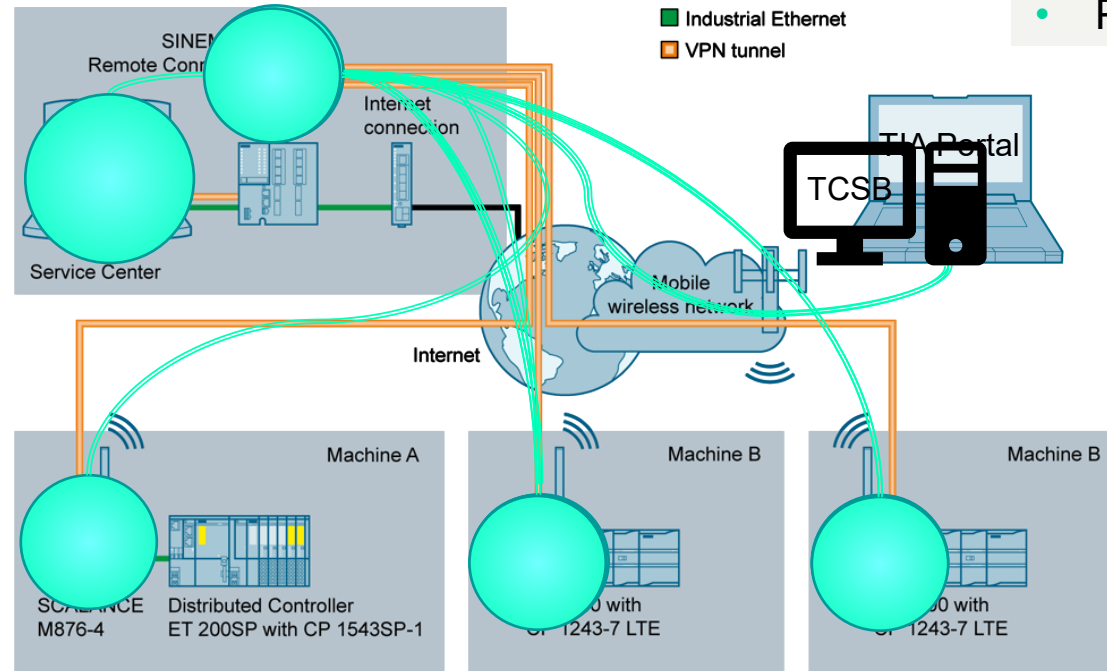 Industrial Ethernet
VPN tunnel
Remote
Internet
connection
TIA Portal
TCSB
Service Center
Mobile
wireless network
Internet
Machine A
Machine B
Machine B
SCALANCE
M876-4
Distributed Controller
ET 200SP with CP 1543SP-1
with
CP 1243-7 LTE
with
CP 1243-7 LTE